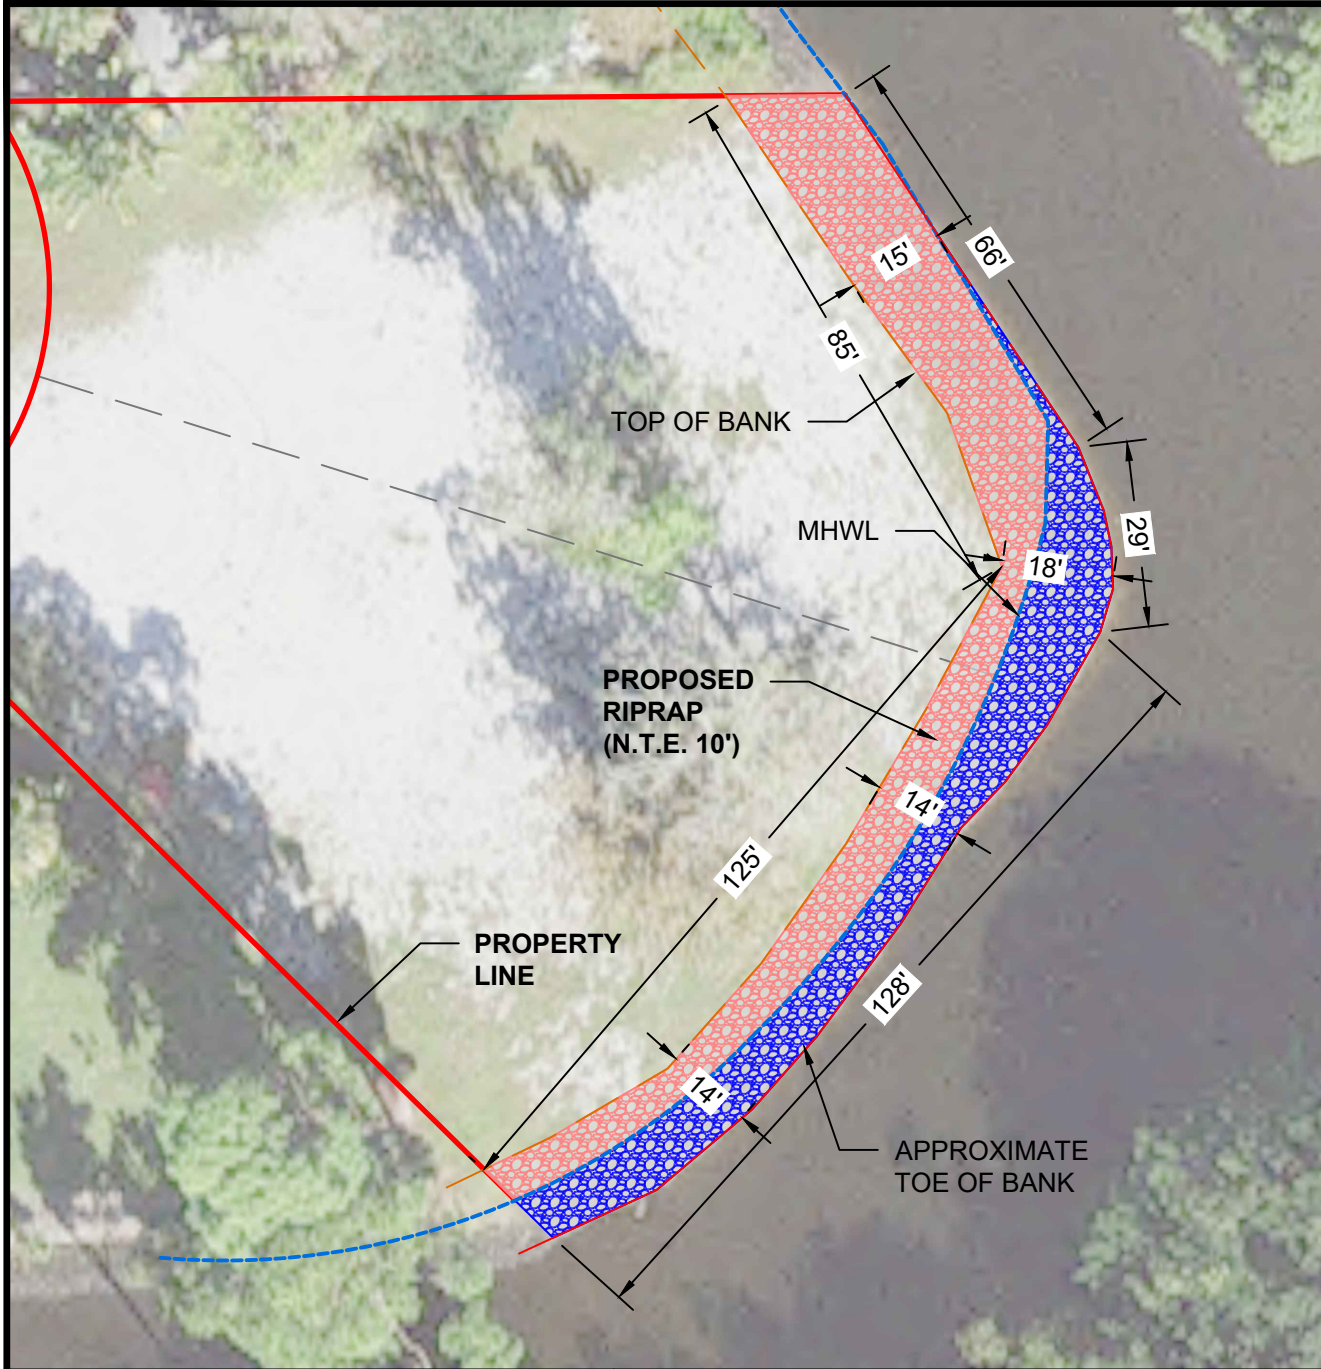 66'
15'
85'
TOP OF BANK
MHWL
29'
18'
PROPOSED
RIPRAP
(N.T.E. 10')
14'
125'
PROPERTY
LINE
128'
14'
APPROXIMATE
TOE OF BANK